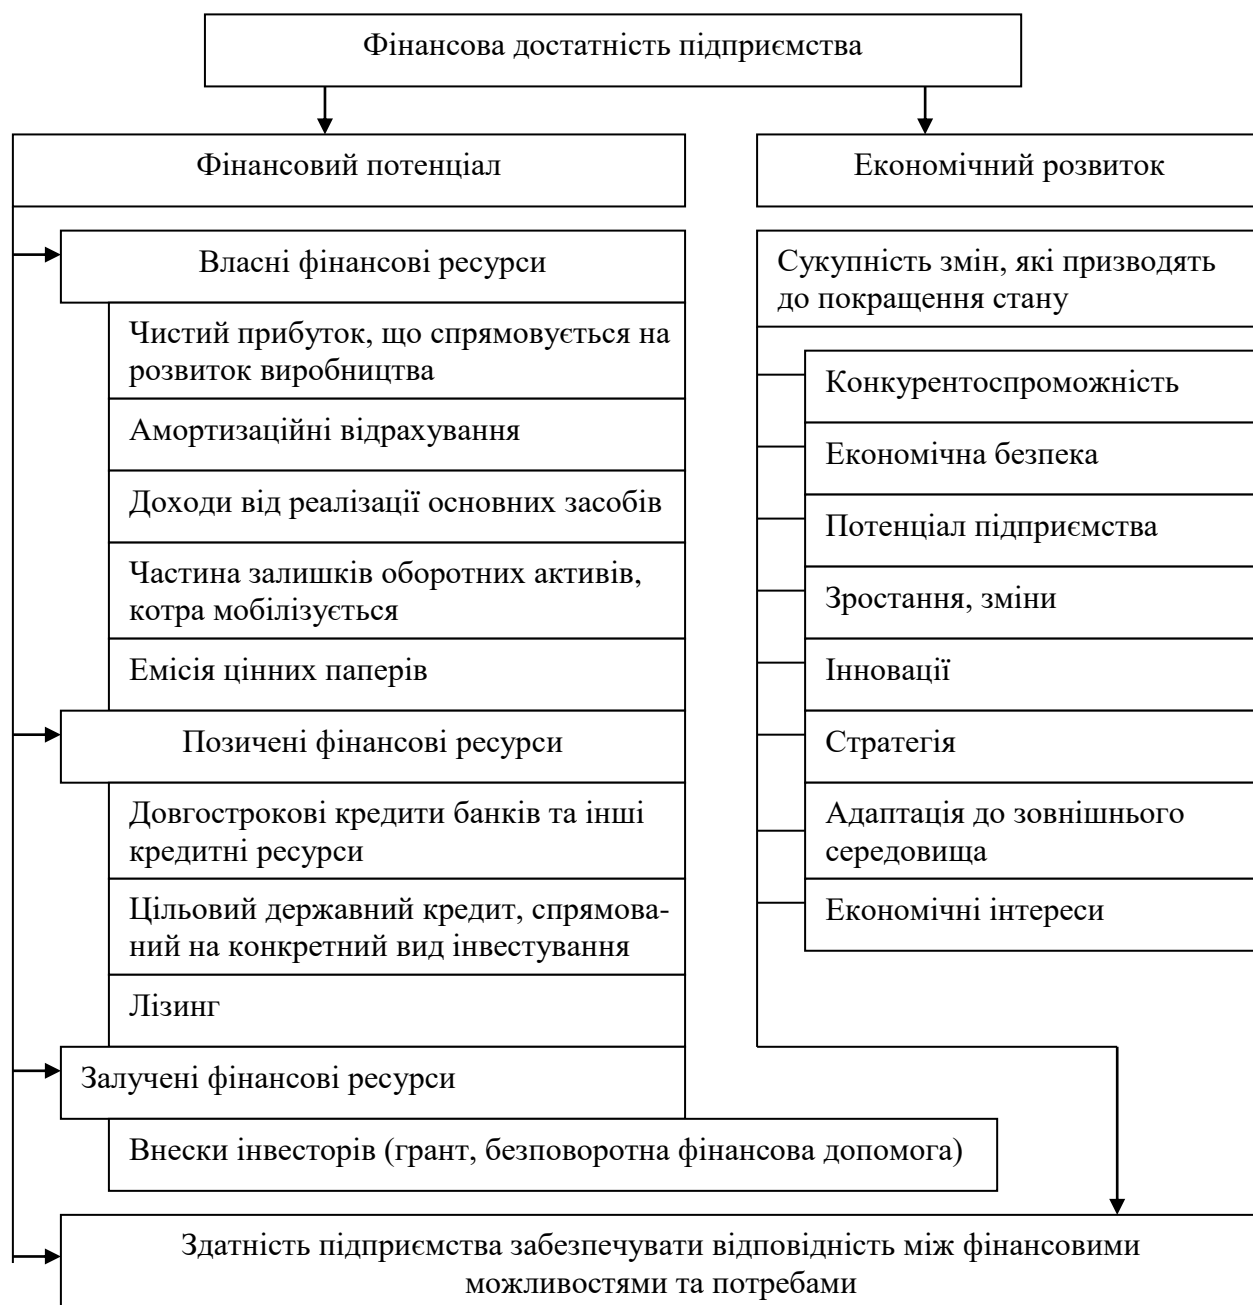 Фінансова достатність підприємства
Фінансовий потенціал
Економічний розвиток
Власні фінансові ресурси
Чистий прибуток, що спрямовується на
розвиток виробництва
Амортизаційні відрахування
Доходи від реалізації основних засобів
Частина залишків оборотних активів,
котра мобілізується
Емісія цінних паперів
Позичені фінансові ресурси
Довгострокові кредити банків та інші
кредитні ресурси
Цільовий державний кредит, спрямова-
ний на конкретний вид інвестування
Лізинг
Залучені фінансові ресурси
Внески інвесторів (грант, безповоротна фінансова допомога)
Сукупність змін, які призводять
до покращення стану
Конкурентоспроможність
Економічна безпека
Потенціал підприємства
Зростання, зміни
Інновації
Стратегія
Адаптація до зовнішнього
середовища
Економічні інтереси
Здатність підприємства забезпечувати відповідність між фінансовими
можливостями та потребами